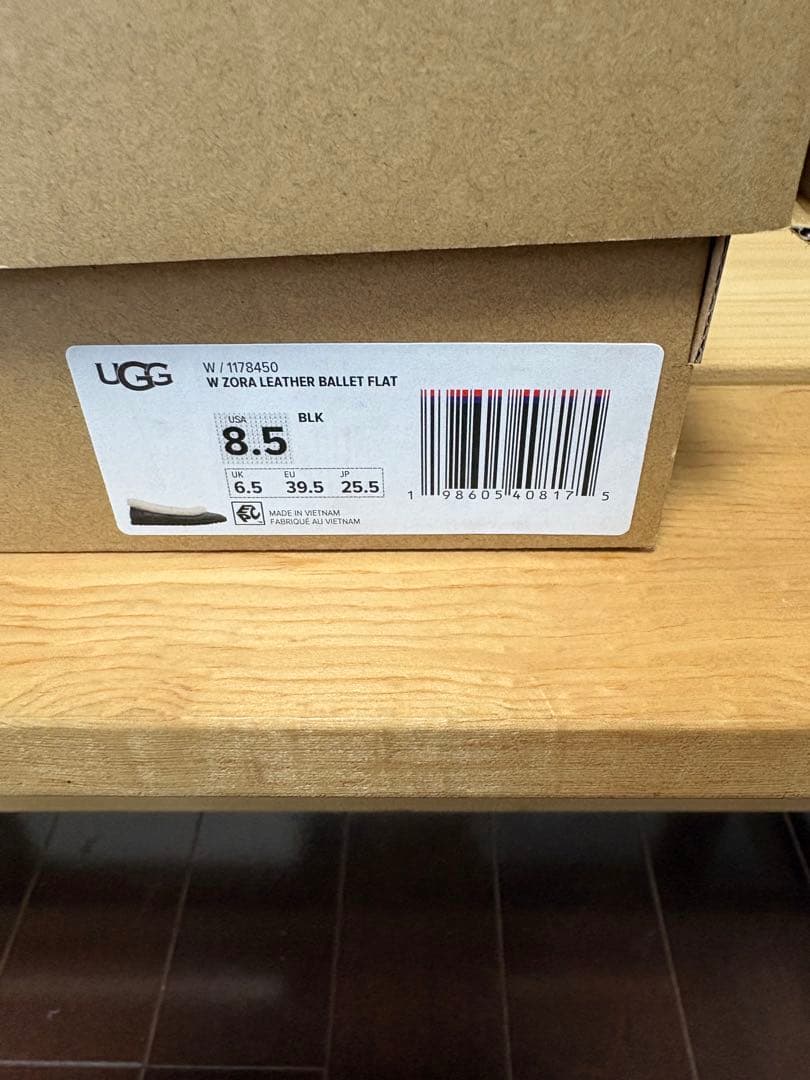 UGG
W / 1178450
W ZORA LEATHER BALLET FLAT
USA
8.5
BLK
UK EU JP
6.5 39.5 25.5
MADE IN VIETNAM
FABRIQUÉ AU VIETNAM
1 98605 40817 5